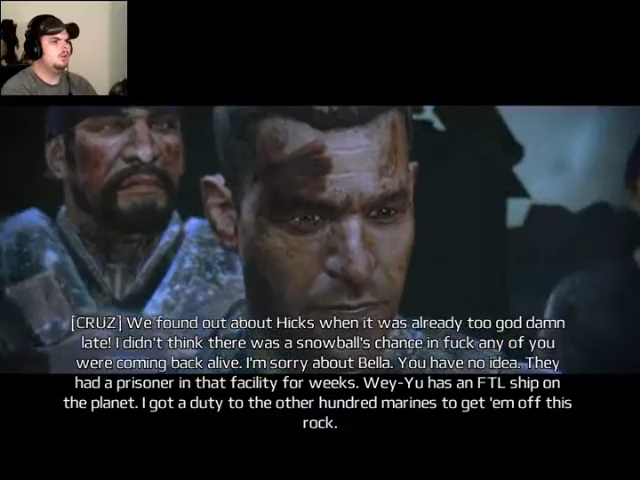 [CRUZ] We found out about Hicks when it was already too god damn
late! I didn't think there was a snowball's chance in fuck any of you
were coming back alive. I'm sorry about Bella. You have no idea. They
had a prisoner in that facility for weeks. Wey-Yu has an FTL ship on
the planet. I got a duty to the other hundred marines to get 'em off this
rock.